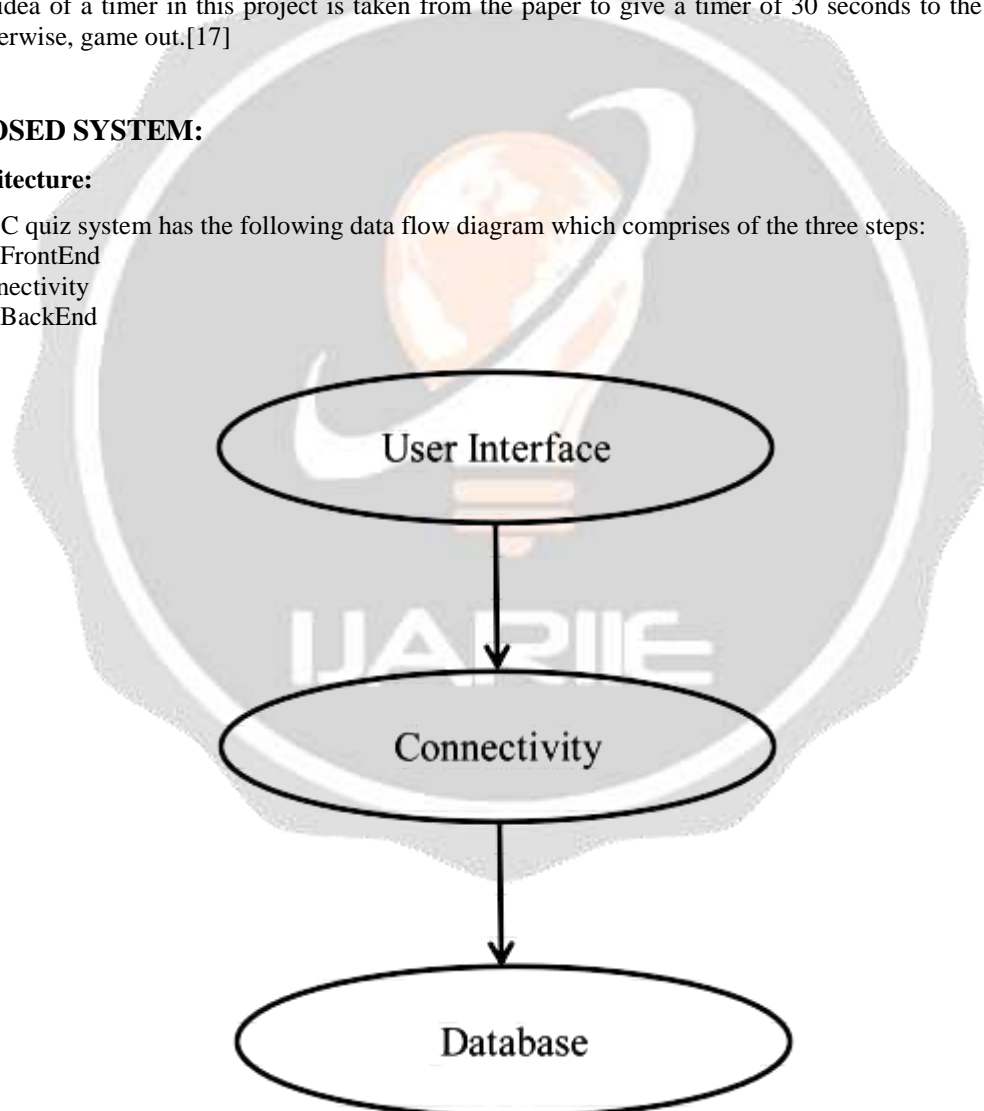 idea of a timer in this project is taken from the paper to give a timer of 30 seconds to the
erwise, game out.[17]
OSED SYSTEM:
itecture:
C quiz system has the following data flow diagram which comprises of the three steps:
FrontEnd
nectivity
BackEnd
User Interface
IJARIIE
Connectivity
Database